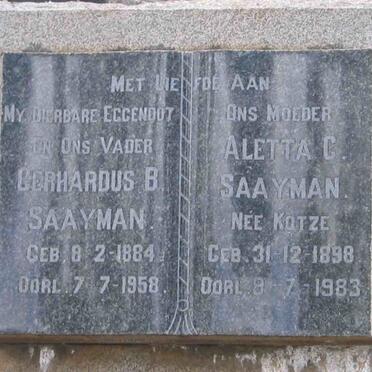 MET LIEFDE AAN
MY DIERBARE EGGENOOT
EN ONS VADER
GERHARDUS B.
SAAYMAN.
GEB. 8-2-1884.
OORL. 7-7-1958.
ONS MOEDER
ALETTA C.
SAAYMAN.
NÉE KOTZE
GEB. 31-12-1898
OORL. 8-7-1983